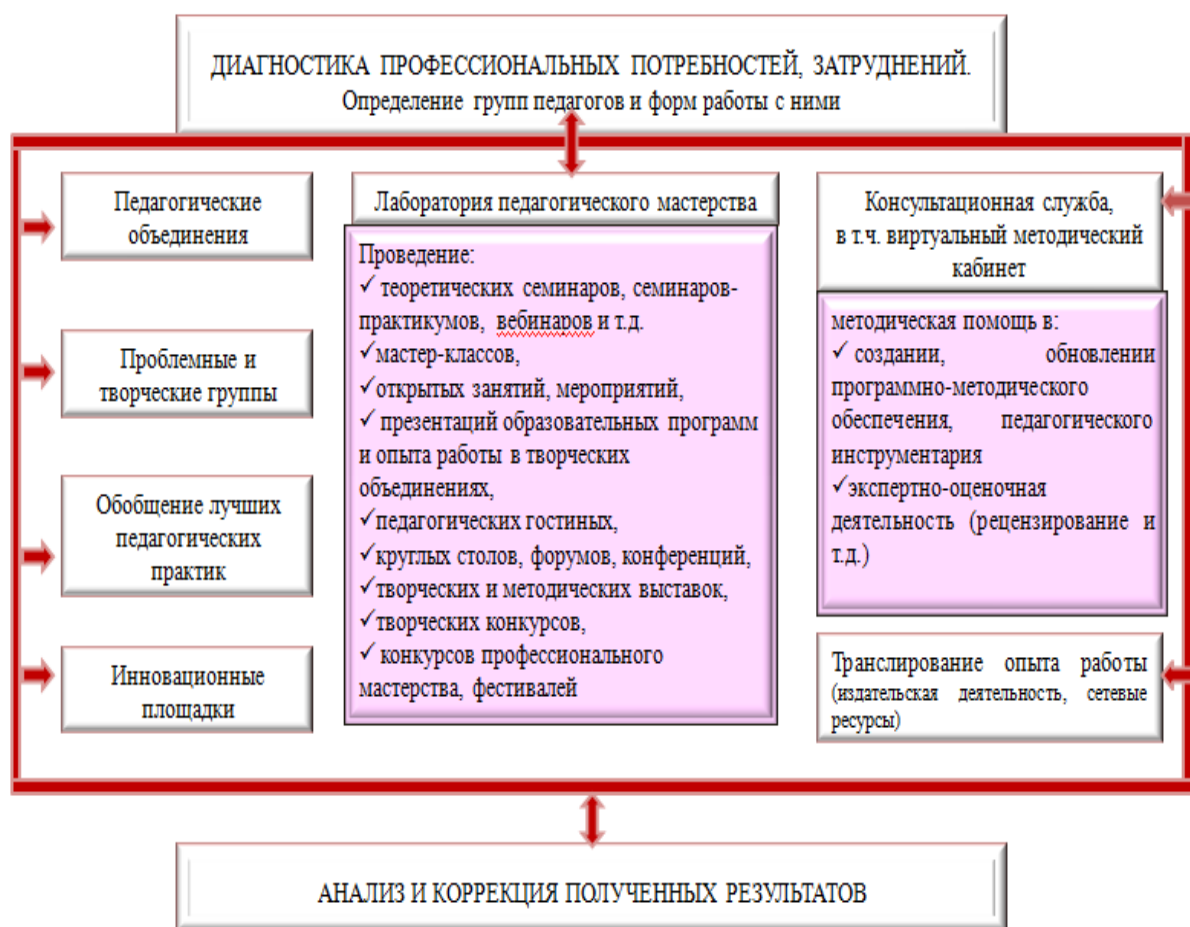 ДИАГНОСТИКА ПРОФЕССИОНАЛЬНЫХ ПОТРЕБНОСТЕЙ, ЗАТРУДНЕНИЙ.
Определение групп педагогов и форм работы с ними
Педагогические
объединения
Проблемные и
творческие группы
Обобщение лучших
педагогических
практик
Инновационные
площадки
Лаборатория педагогического мастерства
Проведение:
✓ теоретических семинаров, семинаров-
практикумов, вебинаров и т.д.
✓мастер-классов,
✓открытых занятий, мероприятий,
✓ презентаций образовательных программ
и опыта работы в творческих
объединениях,
✓педагогических гостиных,
✓круглых столов, форумов, конференций,
✓творческих и методических выставок,
✓творческих конкурсов,
✓ конкурсов профессионального
мастерства, фестивалей
Консультационная служба,
в т.ч. виртуальный методический
кабинет
методическая помощь в:
✓ создании, обновлении
программно-методического
обеспечения, педагогического
инструментария
✓экспертно-оценочная
деятельность (рецензирование и
т.д.)
Транслирование опыта работы
(издательская деятельность, сетевые
ресурсы)
АНАЛИЗ И КОРРЕКЦИЯ ПОЛУЧЕННЫХ РЕЗУЛЬТАТОВ